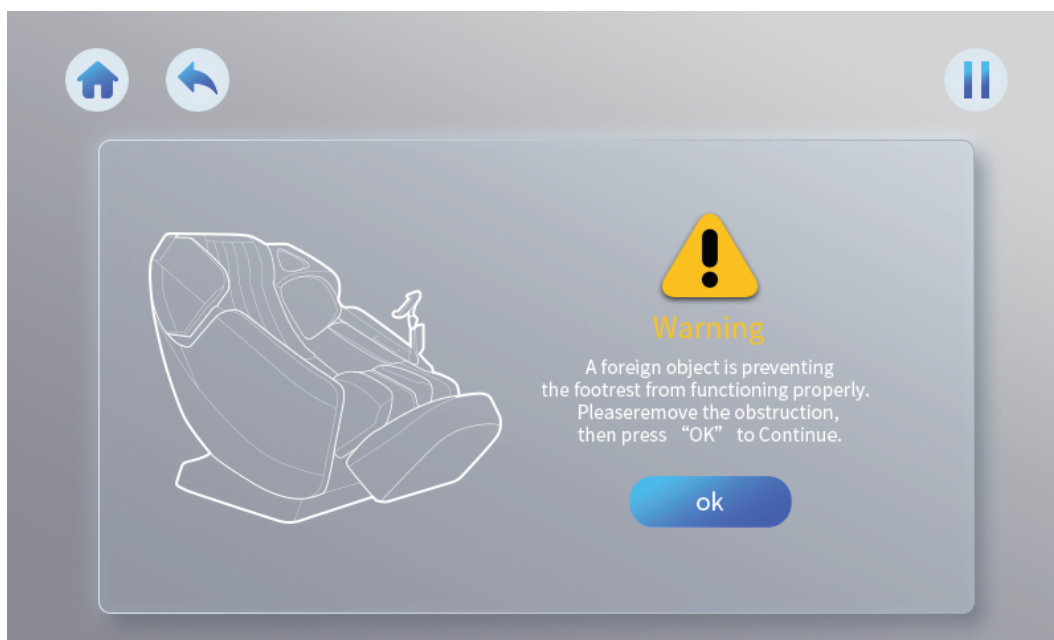 Warning
A foreign object is preventing
the footrest from functioning properly.
Pleaseremove the obstruction,
then press “OK” to Continue.
ok